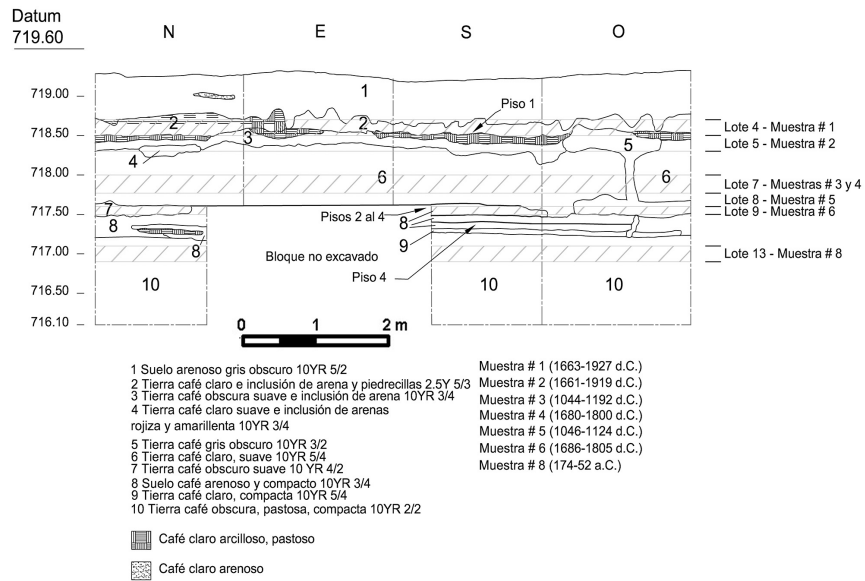 Datum
719.60
N E S O
719.00
718.50
718.00
717.50
717.00
716.50
716.10
1
Piso 1
2 2
3
4
5
6 6
7
8
8
Pisos 2 al 4
8
9
Bloque no excavado
Piso 4
10 10 10
Lote 4 - Muestra # 1
Lote 5 - Muestra # 2
Lote 7 - Muestras # 3 y 4
Lote 8 - Muestra # 5
Lote 9 - Muestra # 6
Lote 13 - Muestra # 8
0 1 2 m
1 Suelo arenoso gris obscuro 10YR 5/2
2 Tierra café claro e inclusión de arena y piedrecillas 2.5Y 5/3
3 Tierra café obscura suave e inclusión de arena 10YR 3/4
4 Tierra café claro suave e inclusión de arenas
rojiza y amarillenta 10YR 3/4
5 Tierra café gris obscuro 10YR 3/2
6 Tierra café claro, suave 10YR 5/4
7 Tierra café obscuro suave 10 YR 4/2
8 Suelo café arenoso y compacto 10YR 3/4
9 Tierra café claro, compacta 10YR 5/4
10 Tierra café obscura, pastosa, compacta 10YR 2/2
Café claro arcilloso, pastoso
Café claro arenoso
Muestra # 1 (1663-1927 d.C.)
Muestra # 2 (1661-1919 d.C.)
Muestra # 3 (1044-1192 d.C.)
Muestra # 4 (1680-1800 d.C.)
Muestra # 5 (1046-1124 d.C.)
Muestra # 6 (1686-1805 d.C.)
Muestra # 8 (174-52 a.C.)